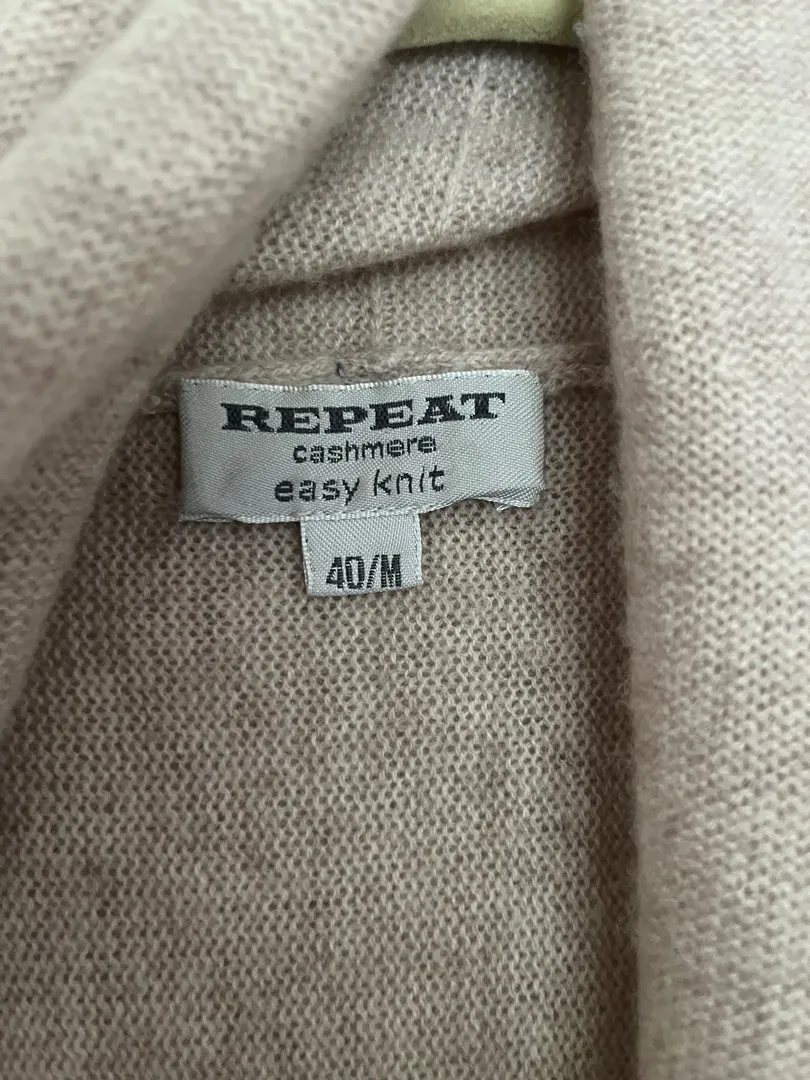 REPEAT
cashmere
easy knit
40/M